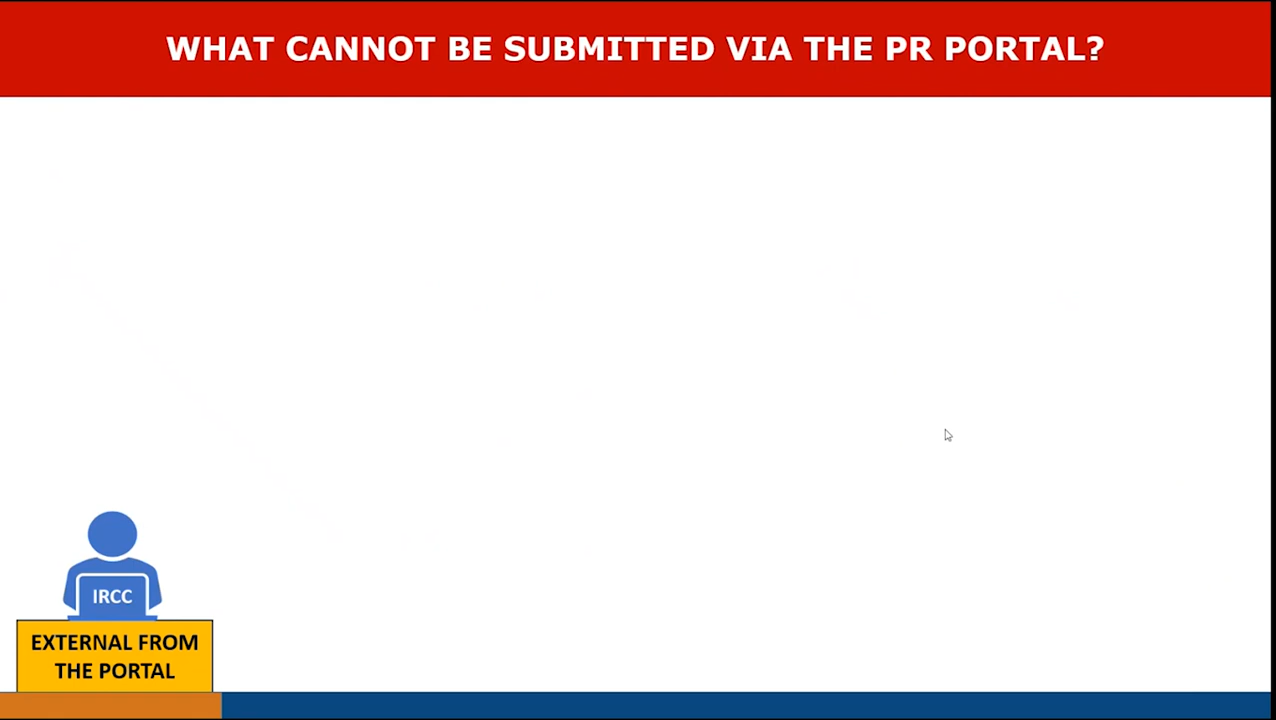 WHAT CANNOT BE SUBMITTED VIA THE PR PORTAL?
IRCC
EXTERNAL FROM
THE PORTAL